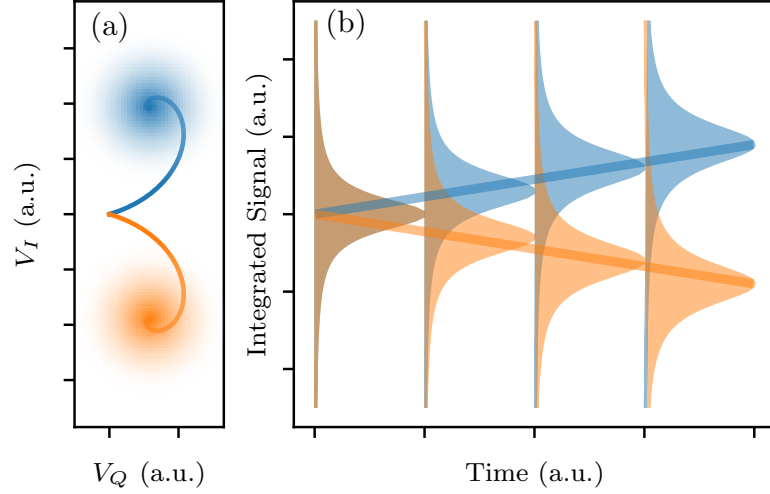 (a)
(b)
V_I (a.u.)
Integrated Signal (a.u.)
V_Q (a.u.)
Time (a.u.)